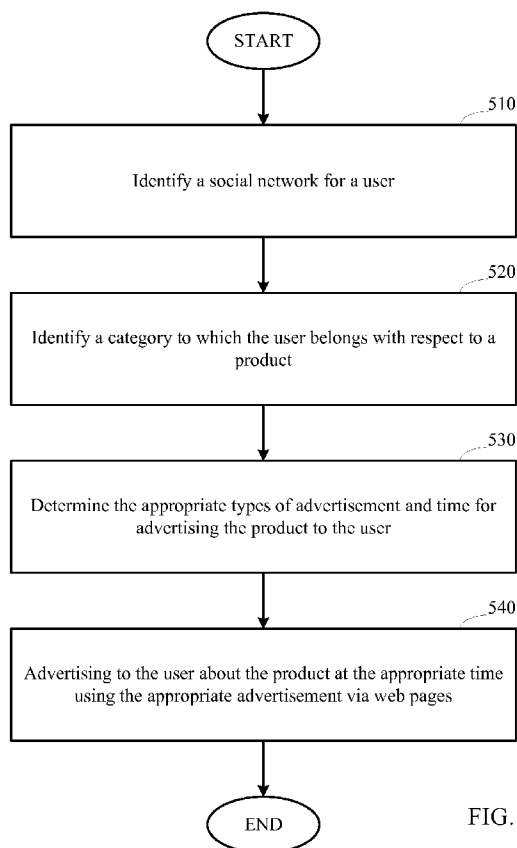 START
510
Identify a social network for a user
520
Identify a category to which the user belongs with respect to a
product
530
Determine the appropriate types of advertisement and time for
advertising the product to the user
540
Advertising to the user about the product at the appropriate time
using the appropriate advertisement via web pages
END
FIG.